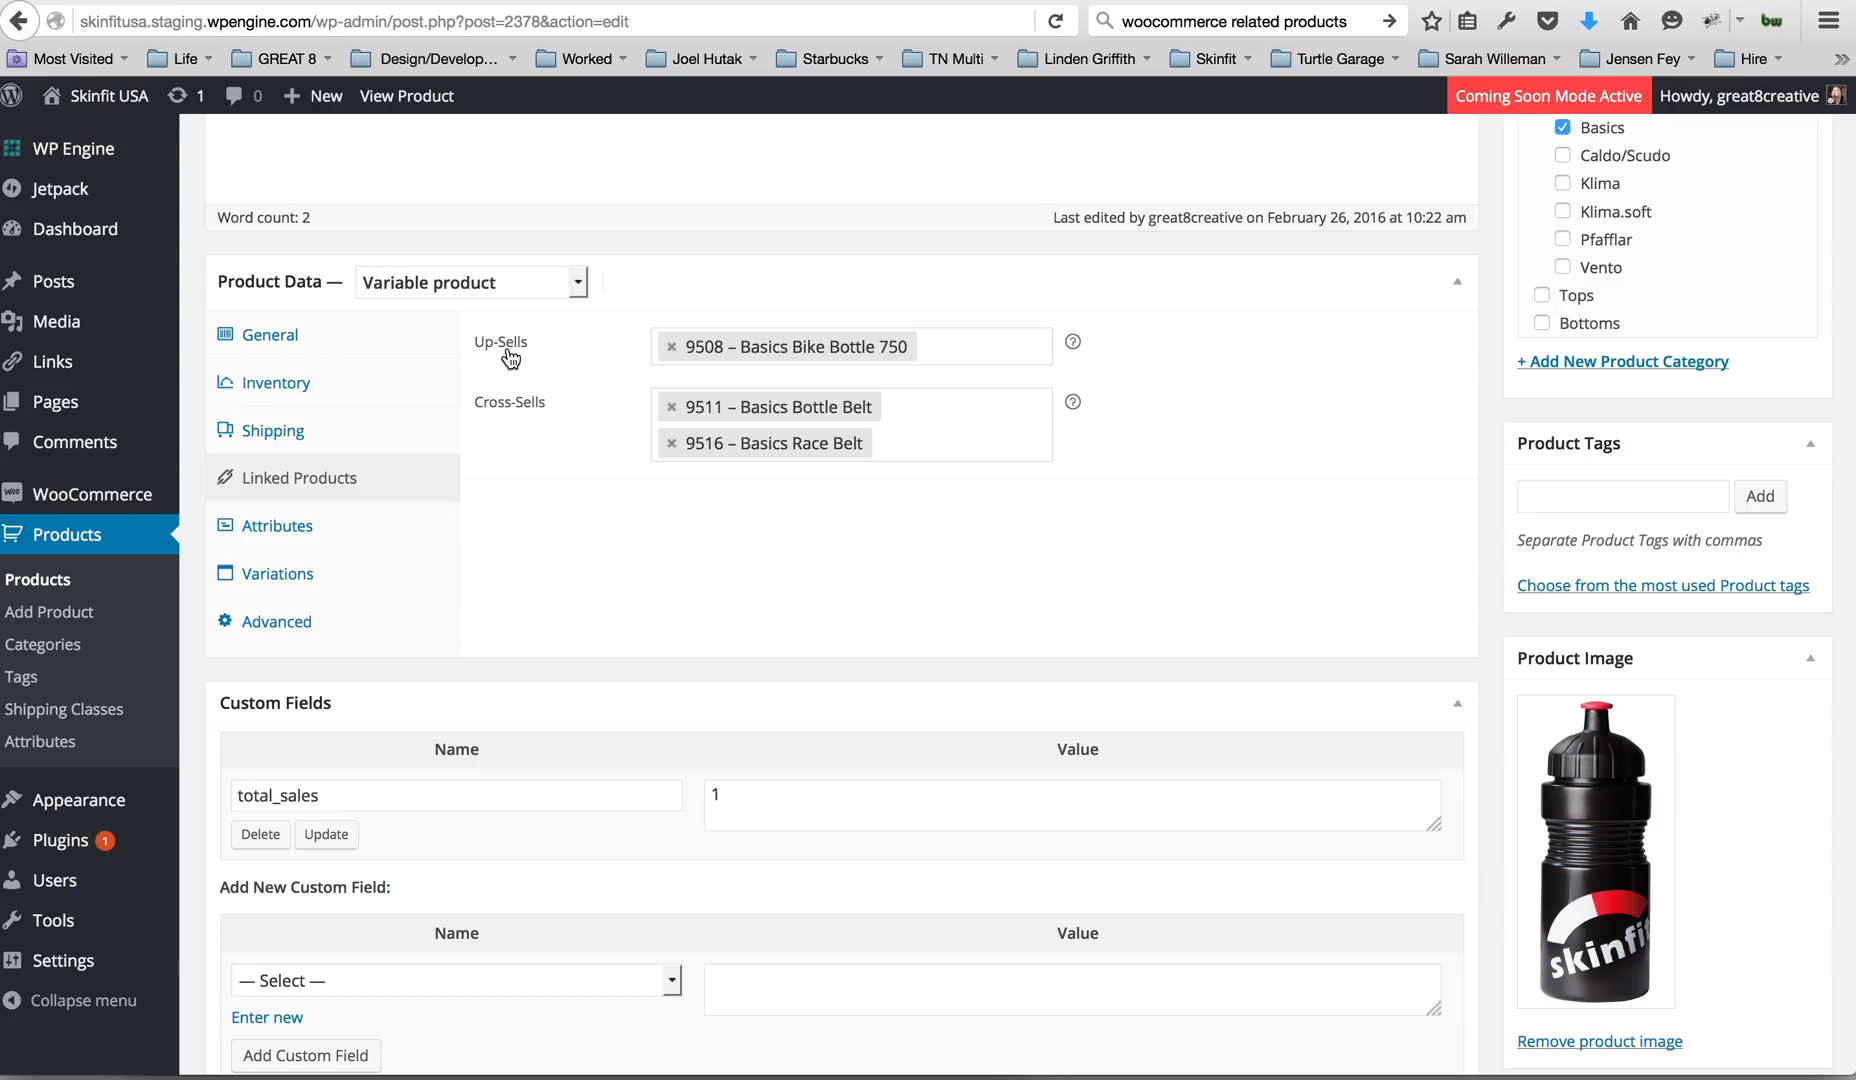 skinfitusa.staging.wpengine.com/wp-admin/post.php?post=2378&action=edit
woocommerce related products
bw
Most Visited
Life
GREAT 8
Design/Develop...
Worked
Joel Hutak
Starbucks
TN Multi
Linden Griffith
Skinfit
Turtle Garage
Sarah Willeman
Jensen Fey
Hire
Skinfit USA
1
0
New
View Product
Coming Soon Mode Active
Howdy, great8creative
WP Engine
Jetpack
Dashboard
Posts
Media
Links
Pages
Comments
WOO
WooCommerce
Products
Products
Add Product
Categories
Tags
Shipping Classes
Attributes
Appearance
Plugins 1
Users
Tools
Settings
Collapse menu
Word count: 2
Last edited by great8creative on February 26, 2016 at 10:22 am
Product Data — Variable product
General
Inventory
Shipping
Linked Products
Attributes
Variations
Advanced
Up-Sells
× 9508 – Basics Bike Bottle 750
?
Cross-Sells
× 9511 – Basics Bottle Belt
?
× 9516 – Basics Race Belt
Custom Fields
Name
Value
total_sales
1
Delete
Update
Add New Custom Field:
Name
Value
— Select —
Enter new
Add Custom Field
Basics
Caldo/Scudo
Klima
Klima.soft
Pfafflar
Vento
Tops
Bottoms
+ Add New Product Category
Product Tags
Add
Separate Product Tags with commas
Choose from the most used Product tags
Product Image
skinfit
Remove product image